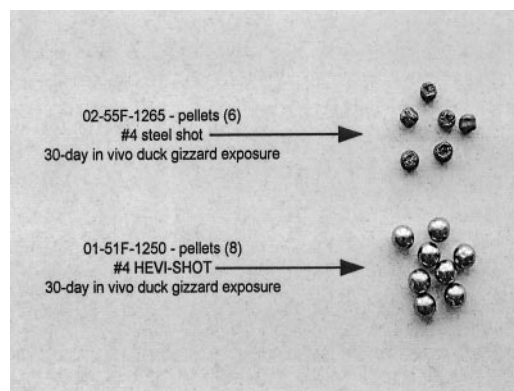 02-55F-1265 - pellets (6)
#4 steel shot
30-day in vivo duck gizzard exposure
01-51F-1250 - pellets (8)
#4 HEVI-SHOT
30-day in vivo duck gizzard exposure